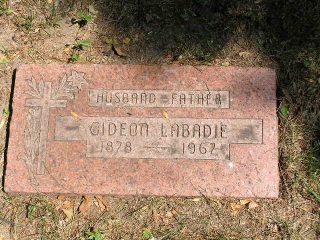 HUSBAND FATHER
GIDEON LABADIE
1878 — 1962